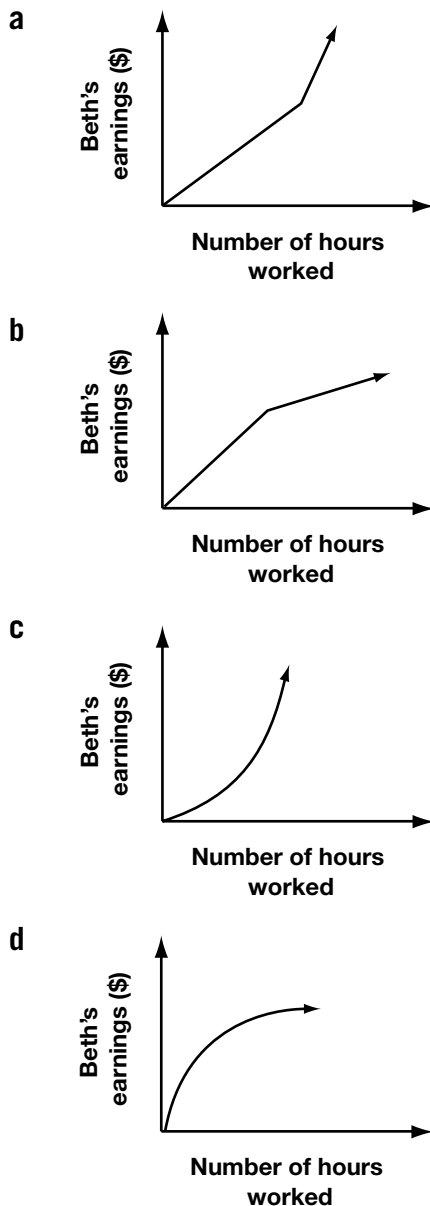 a
Beth's
earnings ($)
Number of hours
worked
b
Beth's
earnings ($)
Number of hours
worked
c
Beth's
earnings ($)
Number of hours
worked
d
Beth's
earnings ($)
Number of hours
worked